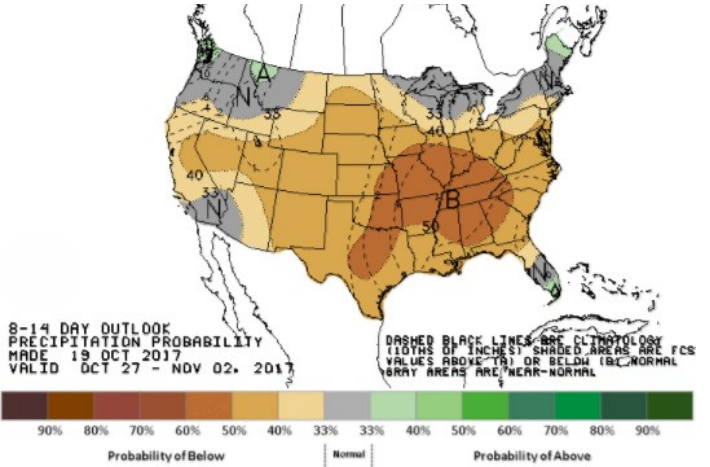 A
N
33
N
33
40
40
33
N
B
50
N
8-14 DAY OUTLOOK
PRECIPITATION PROBABILITY
MADE 19 OCT 2017
VALID OCT 27 - NOV 02, 2017
DASHED BLACK LINES ARE CLIMATOLOGY
(10THS OF INCHES) SHADED AREAS ARE FCS
VALUES ABOVE (A) OR BELOW (B) NORMAL
GRAY AREAS ARE NEAR-NORMAL
90% 80% 70% 60% 50% 40% 33% 33% 40% 50% 60% 70% 80% 90%
Probability of Below Normal Probability of Above